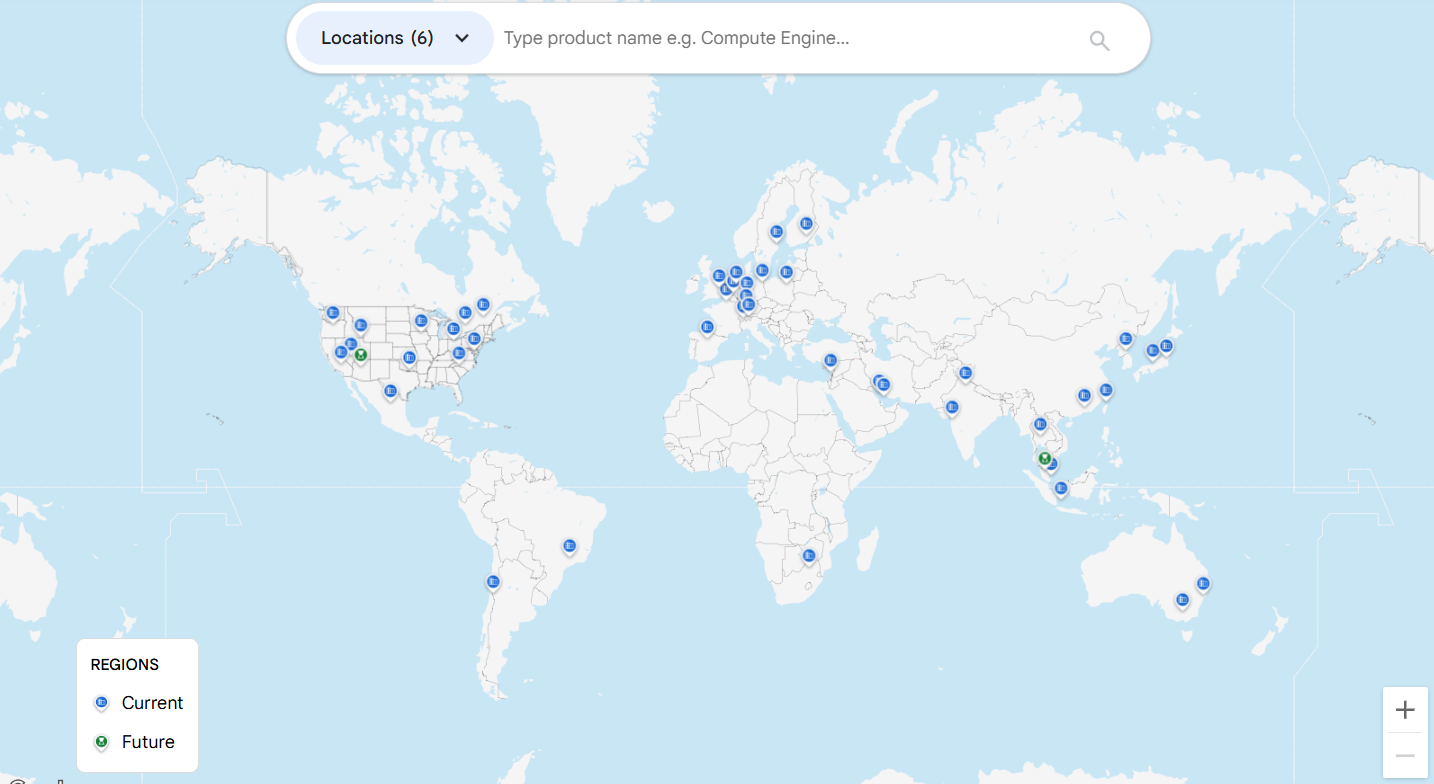 Locations (6)
Type product name e.g. Compute Engine...
REGIONS
Current
Future